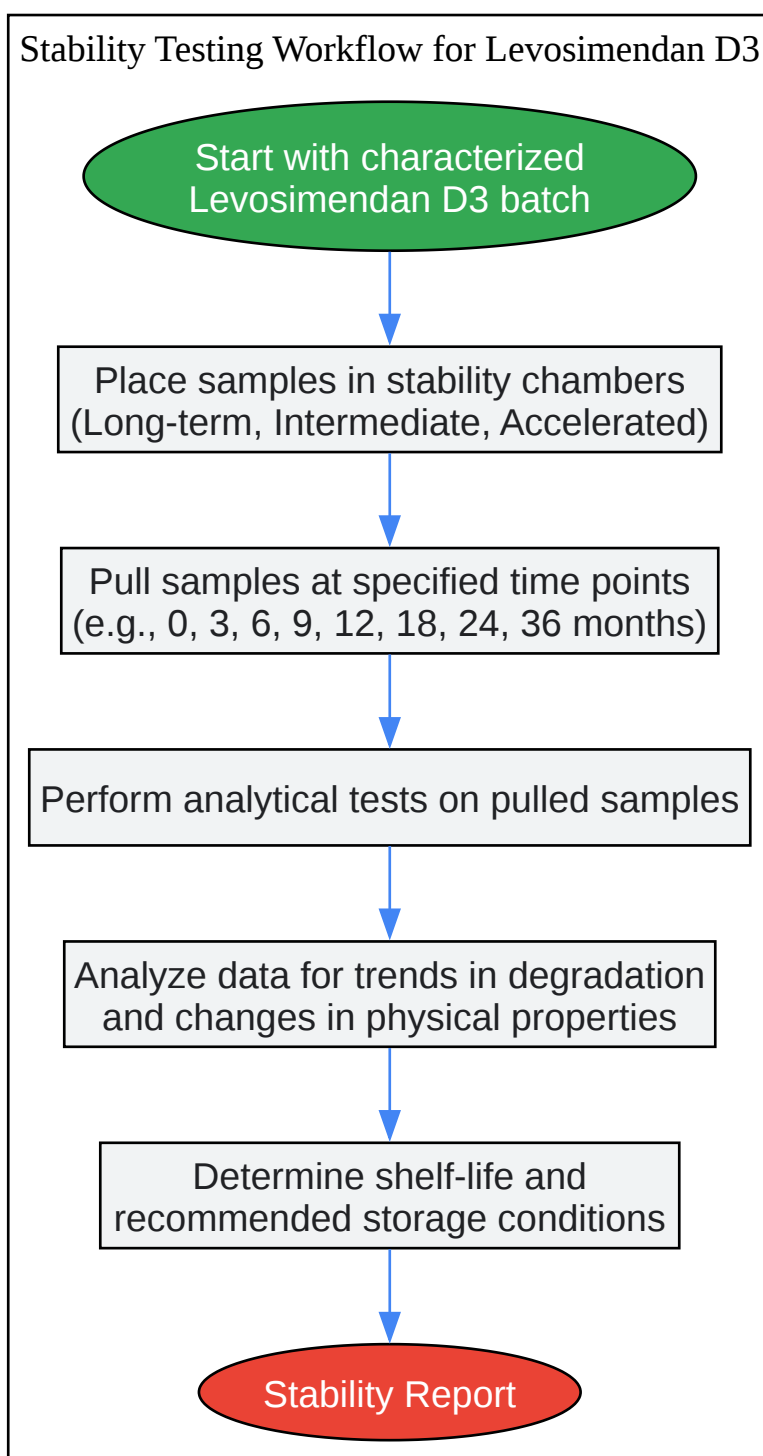 Stability Testing Workflow for Levosimendan D3
Start with characterized
Levosimendan D3 batch
Place samples in stability chambers
(Long-term, Intermediate, Accelerated)
Pull samples at specified time points
(e.g., 0, 3, 6, 9, 12, 18, 24, 36 months)
Perform analytical tests on pulled samples
Analyze data for trends in degradation
and changes in physical properties
Determine shelf-life and
recommended storage conditions
Stability Report